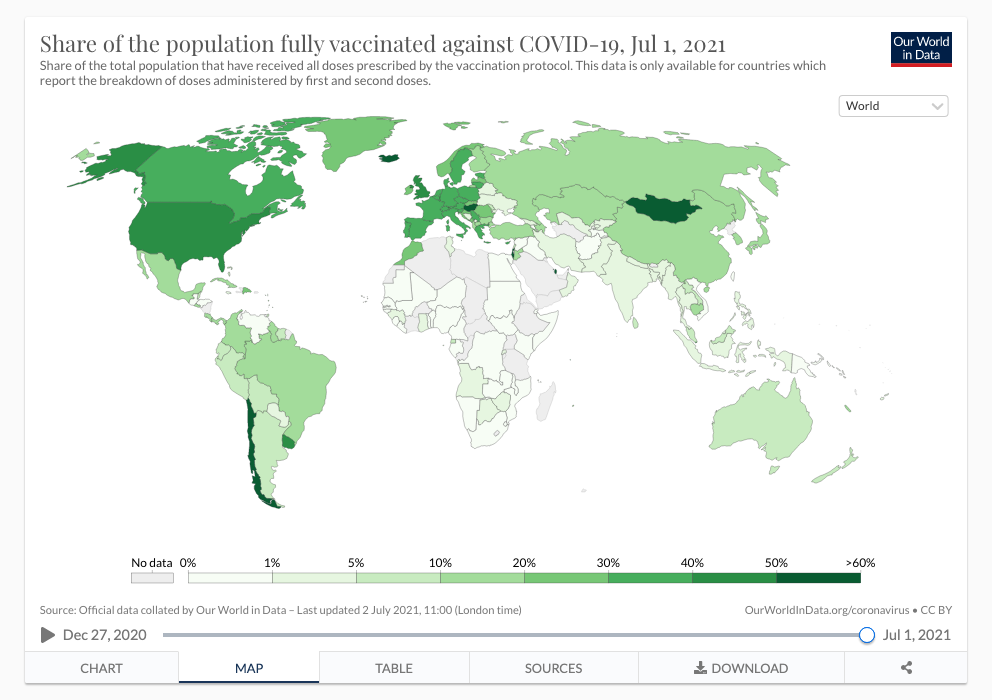 Share of the population fully vaccinated against COVID-19, Jul 1, 2021
Share of the total population that have received all doses prescribed by the vaccination protocol. This data is only available for countries which
report the breakdown of doses administered by first and second doses.
Our World
in Data
World
No data 0% 1% 5% 10% 20% 30% 40% 50% >60%
Source: Official data collated by Our World in Data – Last updated 2 July 2021, 11:00 (London time)
OurWorldInData.org/coronavirus • CC BY
Dec 27, 2020
Jul 1, 2021
CHART
MAP
TABLE
SOURCES
DOWNLOAD